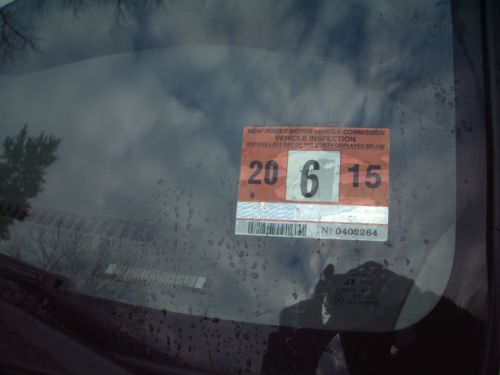 NEW JERSEY MOTOR VEHICLE COMMISSION
VEHICLE INSPECTION
EXPIRES LAST DAY OF THE MONTH DISPLAYED BELOW
20 6 15
No 0402264